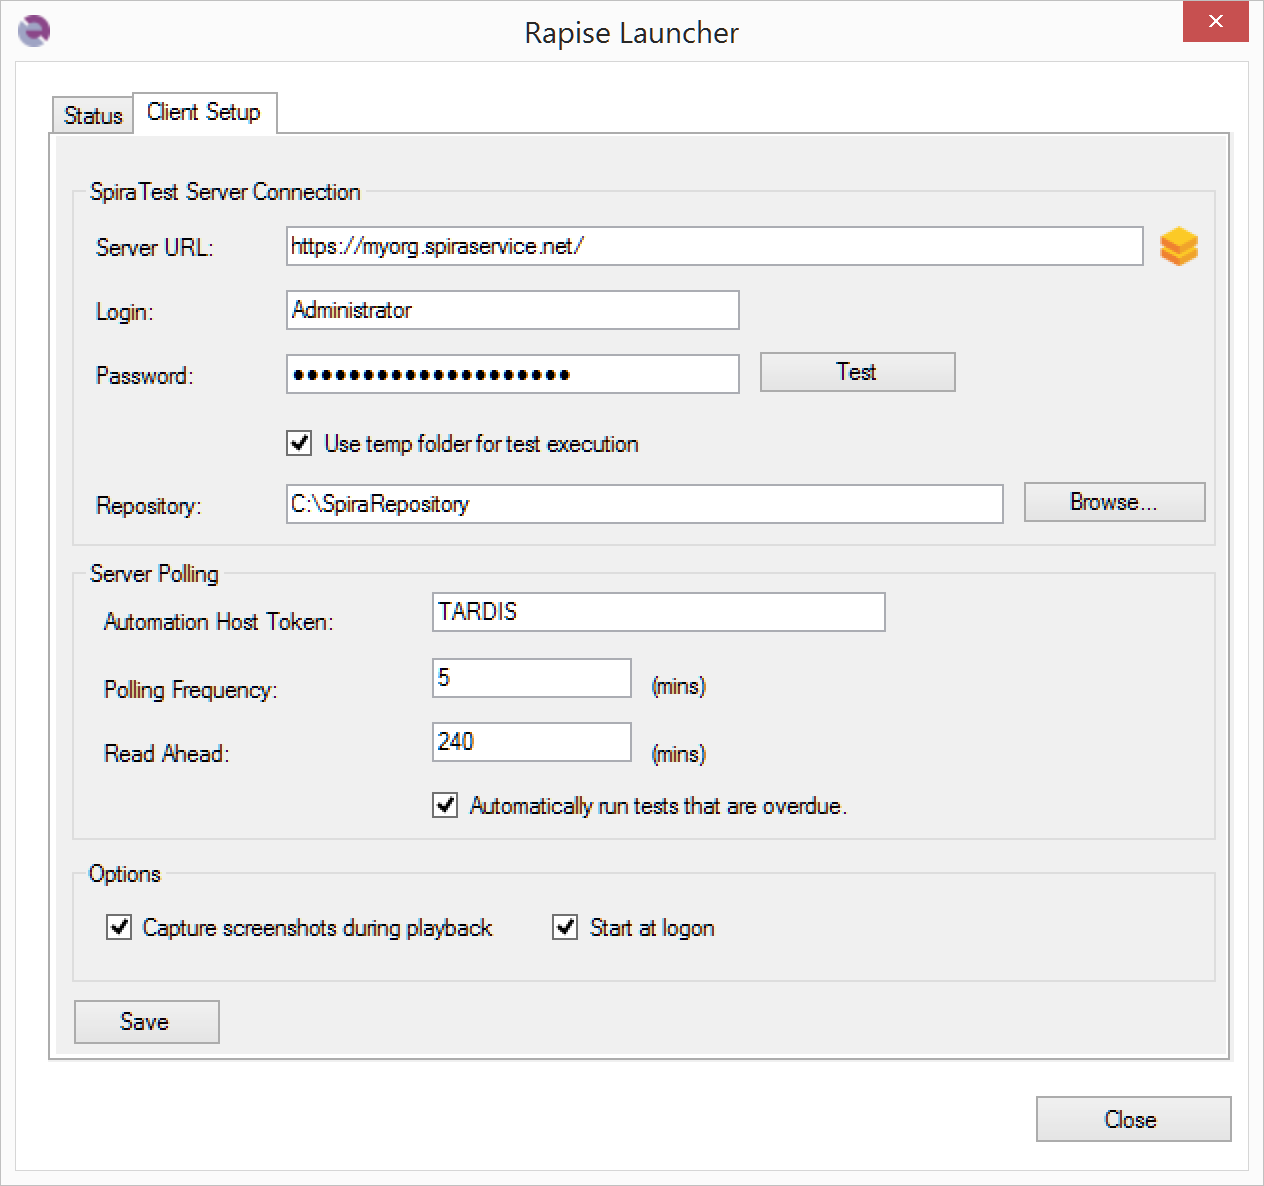 Rapise Launcher
Status
Client Setup
SpiraTest Server Connection
Server URL: https://myorg.spiraservice.net/
Login: Administrator
Password: ●●●●●●●●●●●●●●●●●●●● Test
Use temp folder for test execution
Repository: C:\SpiraRepository Browse...
Server Polling
Automation Host Token: TARDIS
Polling Frequency: 5 (mins)
Read Ahead: 240 (mins)
Automatically run tests that are overdue.
Options
Capture screenshots during playback Start at logon
Save
Close